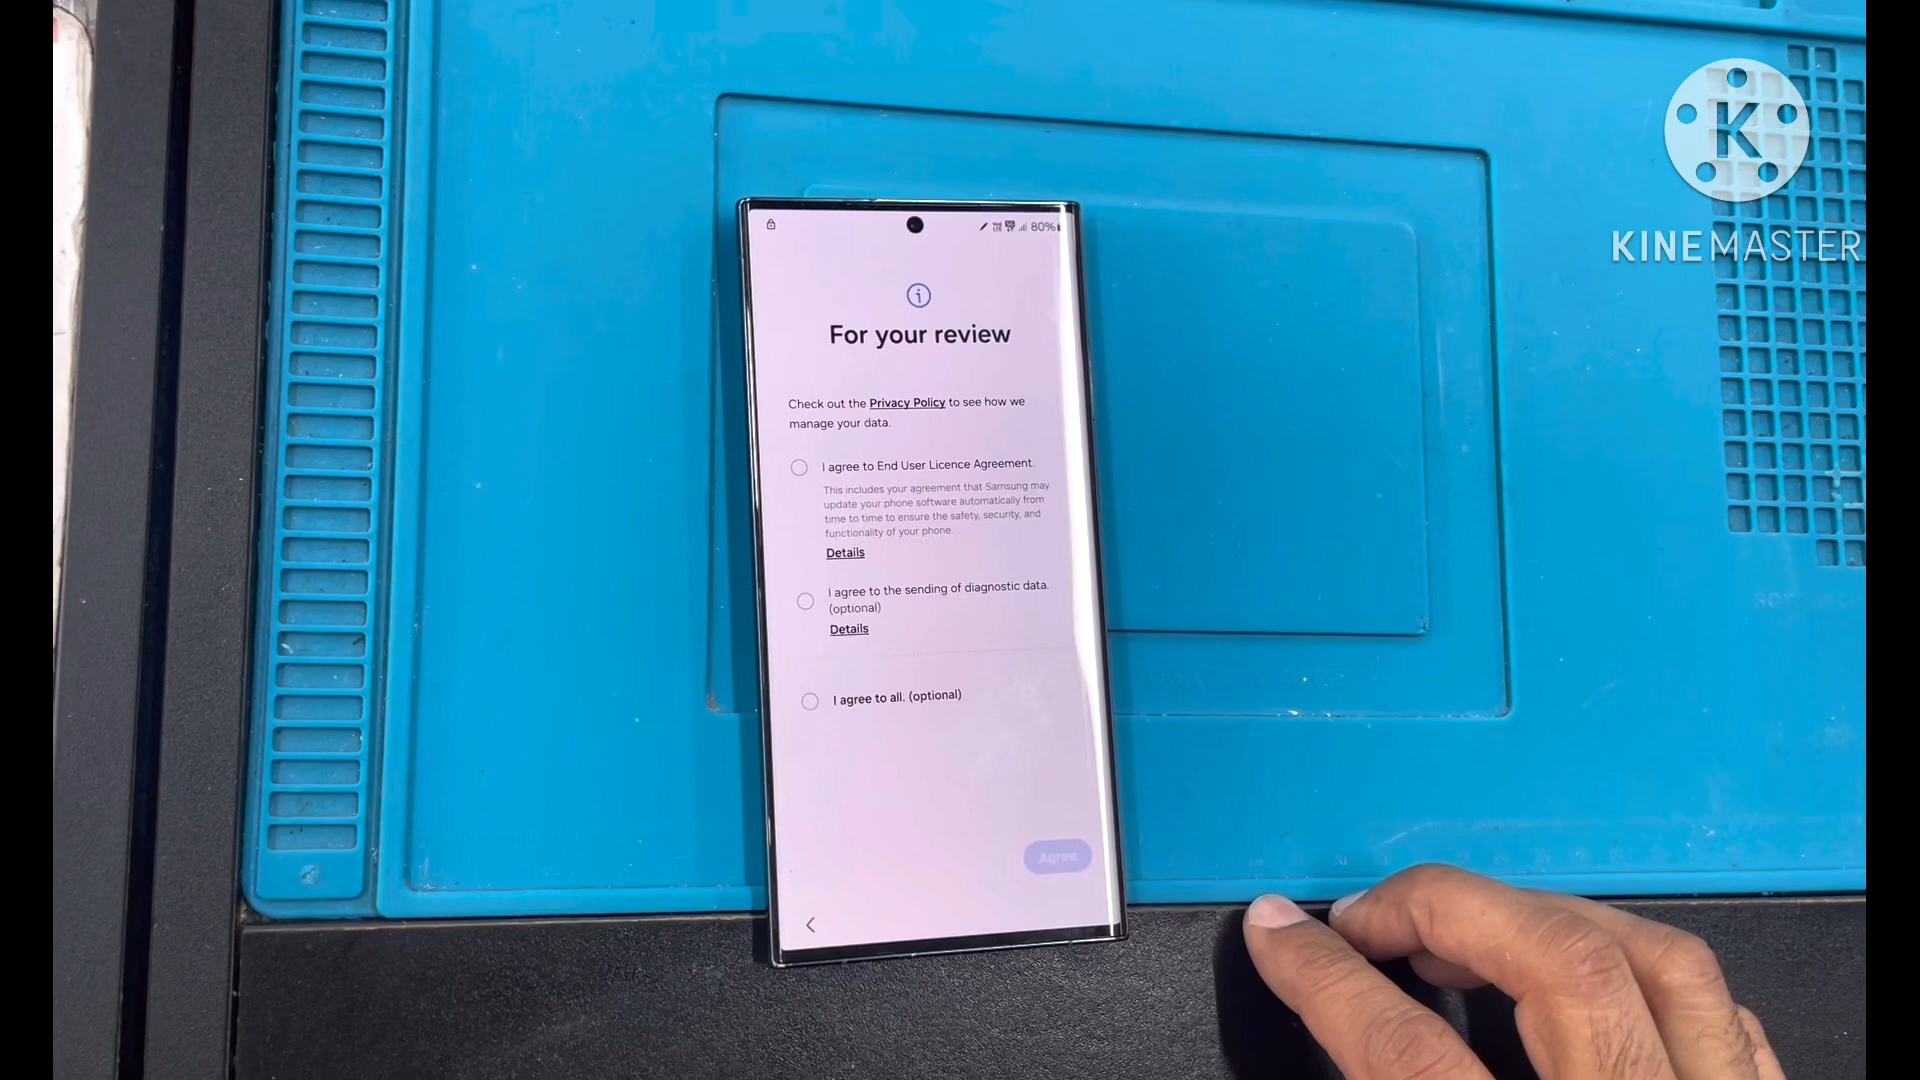 K
KINEMASTER
80%
For your review
Check out the Privacy Policy to see how we
manage your data.
I agree to End User Licence Agreement.
This includes your agreement that Samsung may
update your phone software automatically from
time to time to ensure the safety, security, and
functionality of your phone.
Details
I agree to the sending of diagnostic data.
(optional)
Details
I agree to all. (optional)
Agree